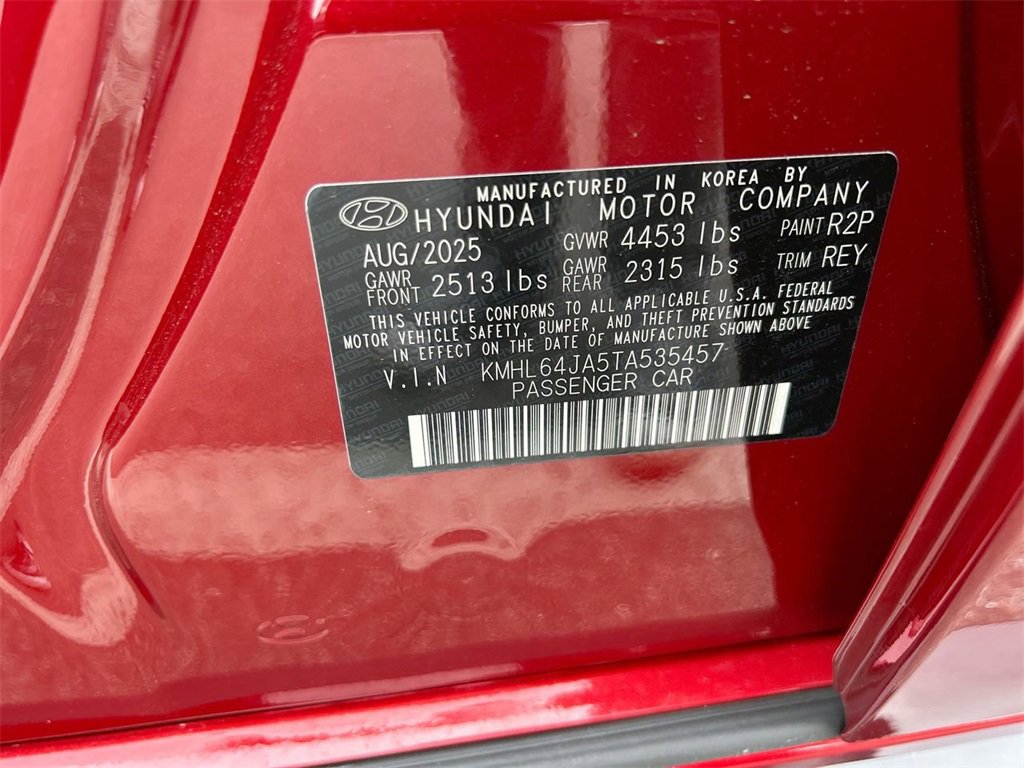 MANUFACTURED IN KOREA BY
HYUNDAI MOTOR COMPANY
AUG/2025 GVWR 4453 lbs PAINT R2P
GAWR FRONT 2513 lbs GAWR REAR 2315 lbs TRIM REY
THIS VEHICLE CONFORMS TO ALL APPLICABLE U.S.A. FEDERAL
MOTOR VEHICLE SAFETY, BUMPER, AND THEFT PREVENTION STANDARDS
IN EFFECT ON THE DATE OF MANUFACTURE SHOWN ABOVE
V.I.N KMHL64JA5TA535457
PASSENGER CAR